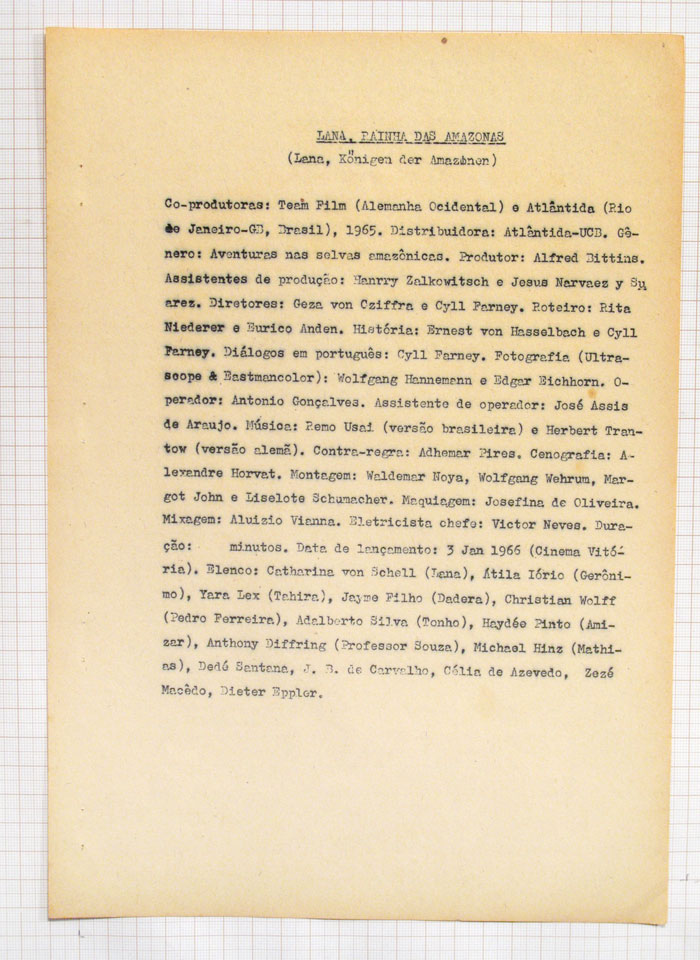 LANA, RAINHA DAS AMAZONAS
(Lana, Königen der Amazönen)
Co-produtoras: Team Film (Alemanha Ocidental) e Atlântida (Rio
de Janeiro-GB, Brasil), 1965. Distribuidora: Atlântida-UCB. Gê-
nero: Aventuras nas selvas amazônicas. Produtor: Alfred Bittins.
Assistentes de produção: Hanrry Zalkowitsch e Jesus Narvaez y Su
arez. Diretores: Geza von Cziffra e Cyll Farney. Roteiro: Rita
Niederer e Eurico Anden. História: Ernest von Hasselbach e Cyll
Farney. Diálogos em português: Cyll Farney. Fotografia (Ultra-
scope & Eastmancolor): Wolfgang Hannemann e Edgar Eichhorn. O-
perador: Antonio Gonçalves. Assistente de operador: José Assis
de Araujo. Música: Remo Usai (versão brasileira) e Herbert Tran-
tow (versão alemã). Contra-regra: Adhemar Pires. Cenografia: A-
lexandre Horvat. Montagem: Waldemar Noya, Wolfgang Wehrum, Mar-
got John e Liselote Schumacher. Maquiagem: Josefina de Oliveira.
Mixagem: Aluizio Vianna. Eletricista chefe: Victor Neves. Dura-
ção: minutos. Data de lançamento: 3 Jan 1966 (Cinema Vitó-
ria). Elenco: Catharina von Schell (Lana), Átila Iório (Gerôni-
mo), Yara Lex (Tahira), Jayme Filho (Dadera), Christian Wolff
(Pedro Ferreira), Adalberto Silva (Tonho), Haydée Pinto (Ami-
zar), Anthony Diffring (Professor Souza), Michael Hinz (Mathi-
as), Dedé Santana, J. B. de Carvalho, Célia de Azevedo, Zezé
Macêdo, Dieter Eppler.